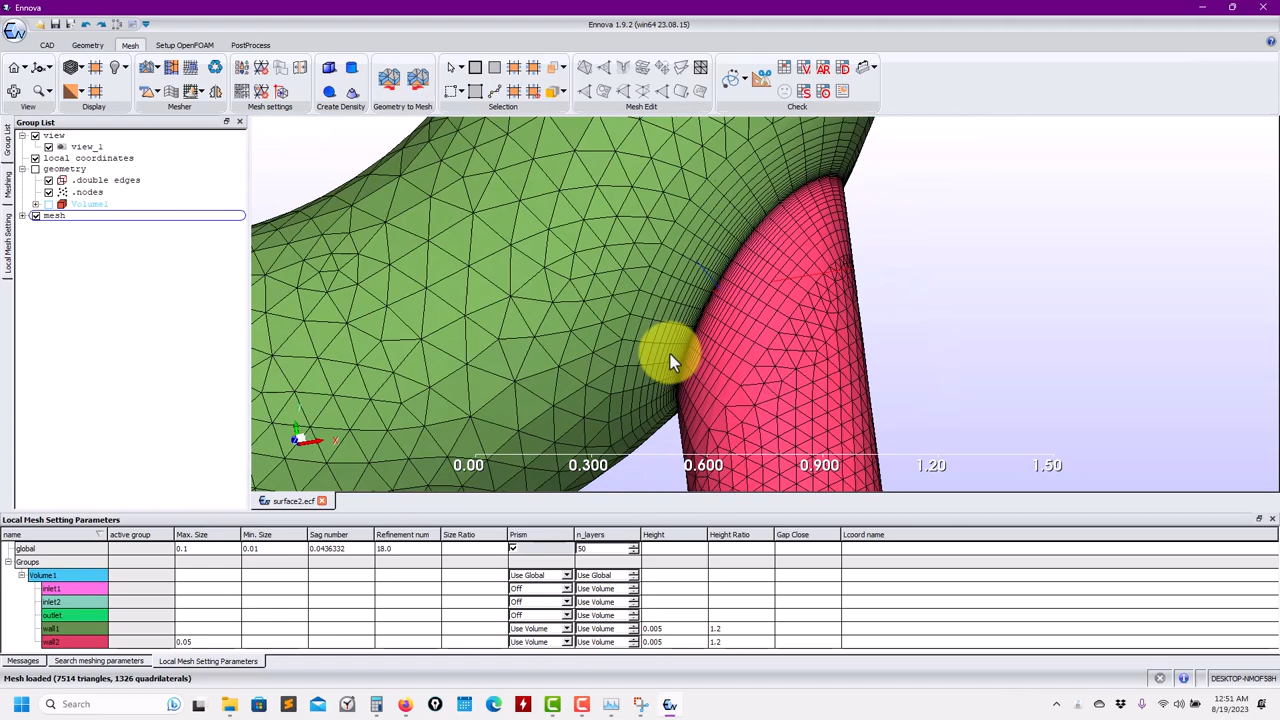 Ennova
Ennova 1.9.2 (win64 23.08.15)
CAD Geometry Mesh Setup OpenFOAM PostProcess
View Display Mesher Mesh settings Create Density Geometry to Mesh Selection Mesh Edit Check
Group List
view
view_1
local coordinates
geometry
.double edges
.nodes
Volume1
mesh
Group List
Meshing
Local Mesh Setting
X
0.00 0.300 0.600 0.900 1.20 1.50
surface2.ecf
Local Mesh Setting Parameters
name active group Max. Size Min. Size Sag number Refinement num Size Ratio Prism n_layers Height Height Ratio Gap Close Lcoord name
global 0.1 0.01 0.0436332 18.0 50
Groups
Volume1 Use Global Use Global
inlet1 Off Use Volume
inlet2 Off Use Volume
outlet Off Use Volume
wall1 Use Volume Use Volume 0.005 1.2
wall2 0.05 Use Volume Use Volume 0.005 1.2
Messages Search meshing parameters Local Mesh Setting Parameters
Mesh loaded (7514 triangles, 1326 quadrilaterals)
DESKTOP-NMOF58H
Search
12:51 AM
8/19/2023